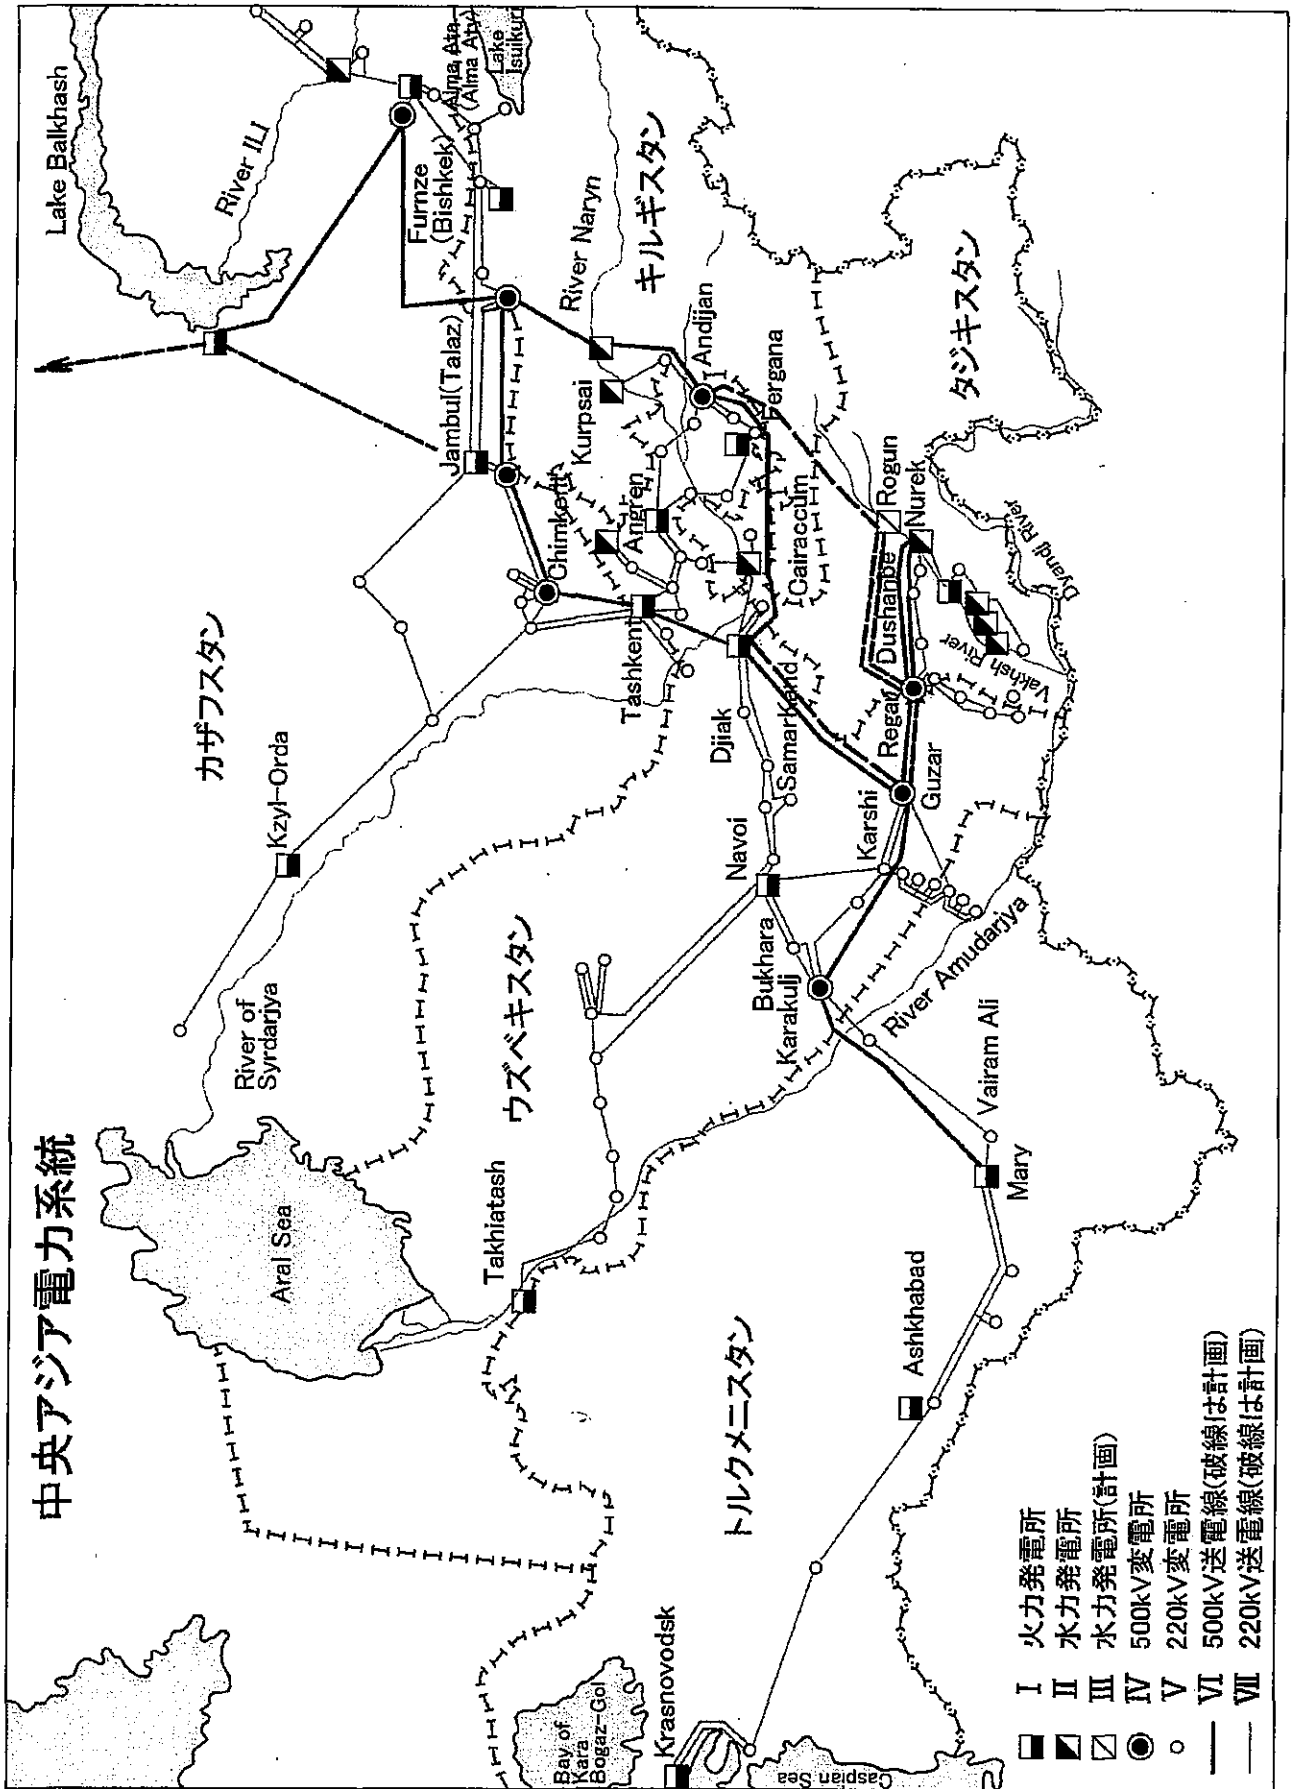 中央アジア電力系統
Lake Balkhash
River ILI
Alma Ata
(Alma Aty)
Lake
Isuikuri
Furnze
(Bishkek)
River Naryn
キルギスタン
Jambul(Talaz)
Kurpsai
Andijan
Fergana
Chimkent
Angren
Cairaccum
Rogun
Nurek
タジキスタン
Pyandj River
Vakhsh River
Dushanbe
Regar
Guzar
Tashkent
Djiak
Samarkand
Karshi
Navoi
Bukhara
Karakulj
River Amudarjya
カザフスタン
Kzyl-Orda
River of
Syrdarjya
ウズベキスタン
Aral Sea
Takhiatash
Vairam Ali
Mary
Ashkhabad
トルクメニスタン
Krasnovodsk
Bay of
Kara
Bogaz-Gol
Caspian Sea
I 火力発電所
II 水力発電所
III 水力発電所(計画)
IV 500kV変電所
V 220kV変電所
VI 500kV送電線(破線は計画)
VII 220kV送電線(破線は計画)